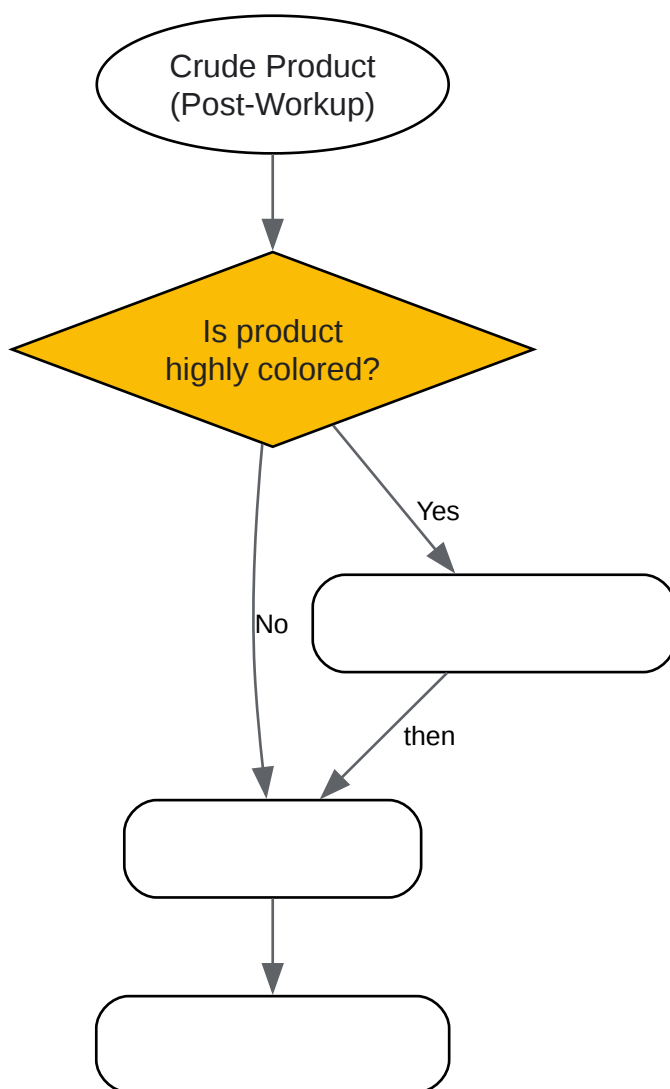 Crude Product
(Post-Workup)
Is product
highly colored?
Yes
No
then